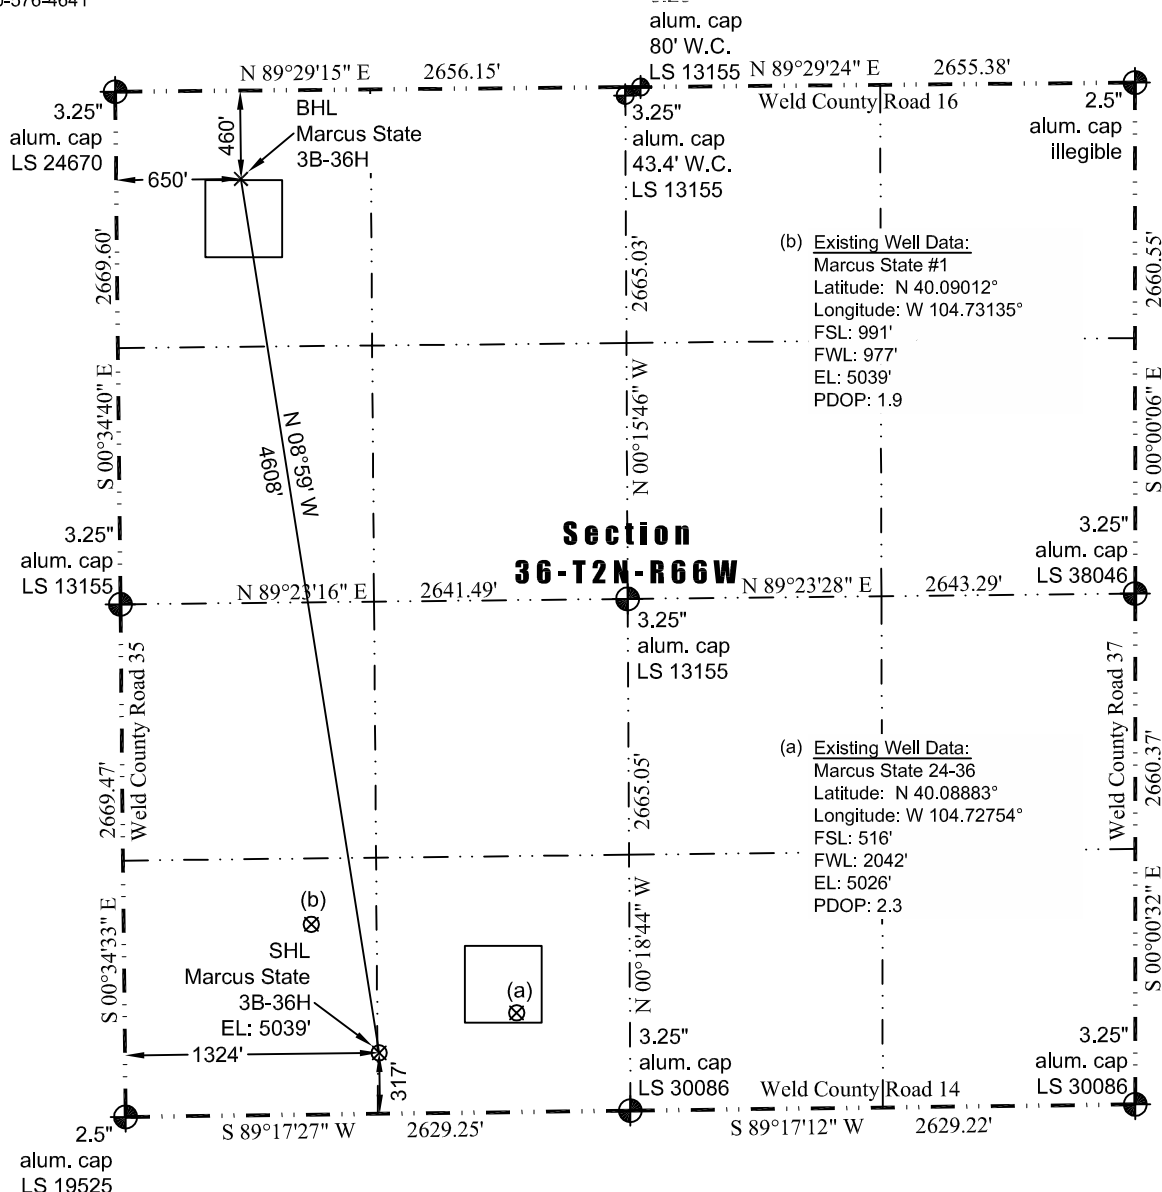 alum. cap
80' W.C.
LS 13155
N 89°29'15" E
2656.15'
N 89°29'24" E
2655.38'
Weld County Road 16
3.25"
alum. cap
LS 24670
BHL
Marcus State
3B-36H
460'
650'
3.25"
alum. cap
43.4' W.C.
LS 13155
2.5"
alum. cap
illegible
2669.60'
2665.03'
2660.55'
(b) Existing Well Data:
Marcus State #1
Latitude: N 40.09012°
Longitude: W 104.73135°
FSL: 991'
FWL: 977'
EL: 5039'
PDOP: 1.9
S 00°34'40" E
N 00°15'46" W
S 00°00'06" E
N 08°59' W
4608'
3.25"
alum. cap
LS 13155
Section
36-T2N-R66W
3.25"
alum. cap
LS 38046
N 89°23'16" E
2641.49'
N 89°23'28" E
2643.29'
3.25"
alum. cap
LS 13155
Weld County Road 35
Weld County Road 37
2669.47'
2665.05'
2660.37'
(a) Existing Well Data:
Marcus State 24-36
Latitude: N 40.08883°
Longitude: W 104.72754°
FSL: 516'
FWL: 2042'
EL: 5026'
PDOP: 2.3
S 00°34'33" E
N 00°18'44" W
S 00°00'32" E
(b)
SHL
Marcus State
3B-36H
EL: 5039'
(a)
1324'
317'
3.25"
alum. cap
LS 30086
3.25"
alum. cap
LS 30086
Weld County Road 14
2.5"
alum. cap
LS 19525
S 89°17'27" W
2629.25'
S 89°17'12" W
2629.22'